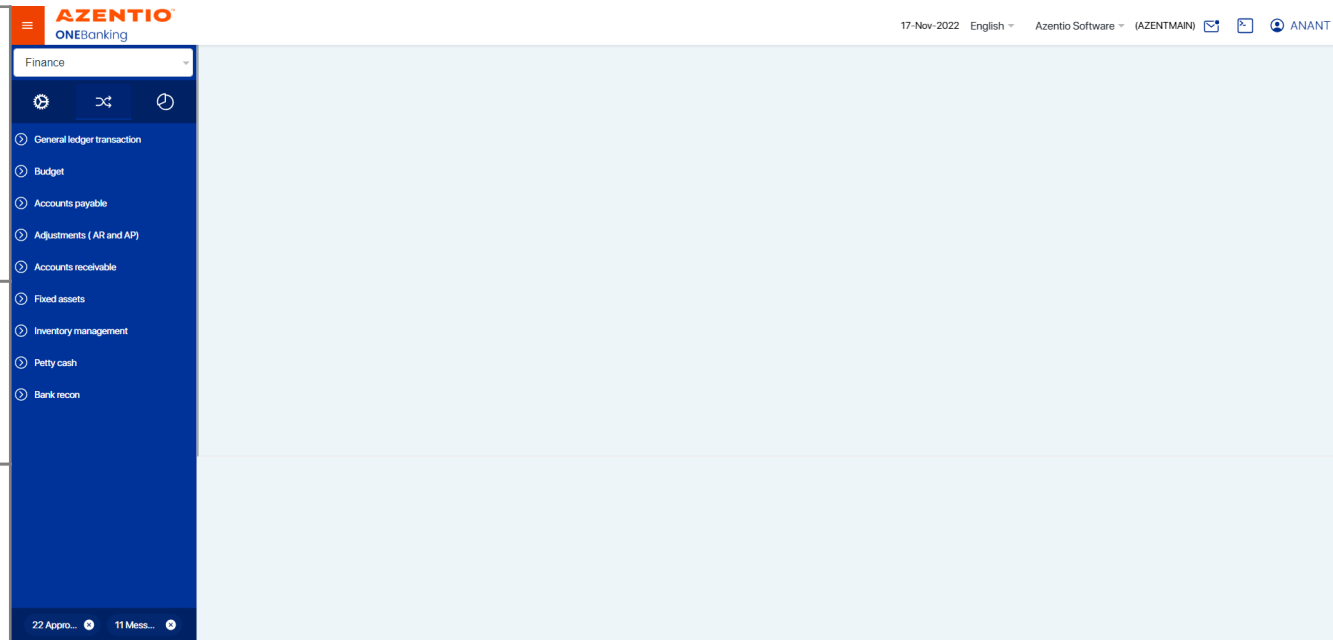 AZENTIO™
ONEBanking
17-Nov-2022 English Azentio Software (AZENTMAIN) ANANT
Finance
General ledger transaction
Budget
Accounts payable
Adjustments ( AR and AP)
Accounts receivable
Fixed assets
Inventory management
Petty cash
Bank recon
22 Appro... 11 Mess...